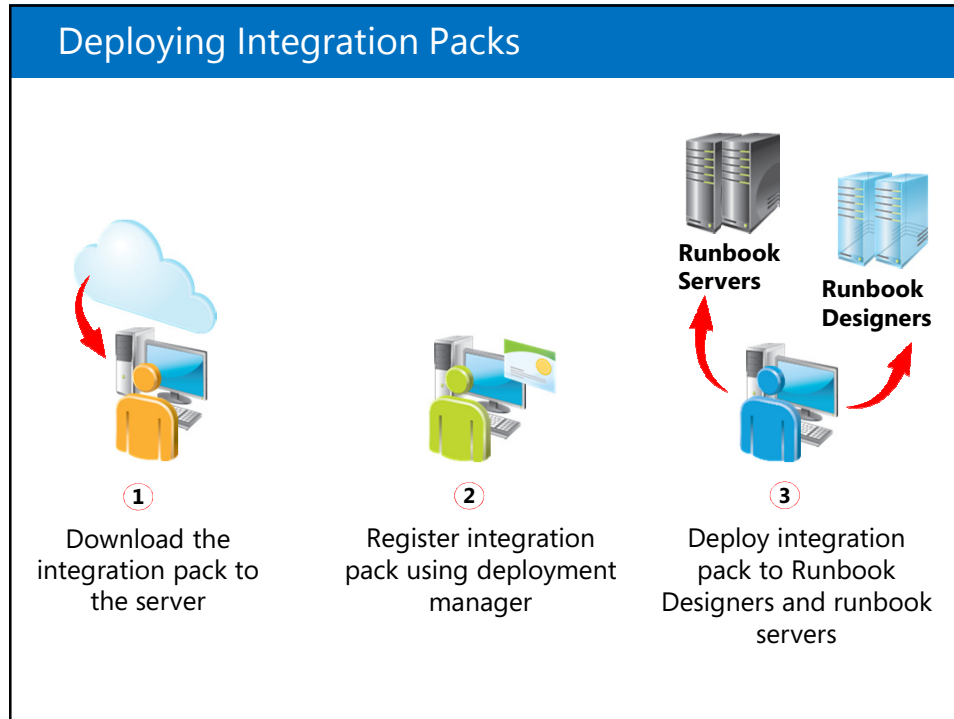 Deploying Integration Packs
Runbook
Servers
Runbook
Designers
1
Download the
integration pack to
the server
2
Register integration
pack using deployment
manager
3
Deploy integration
pack to Runbook
Designers and runbook
servers